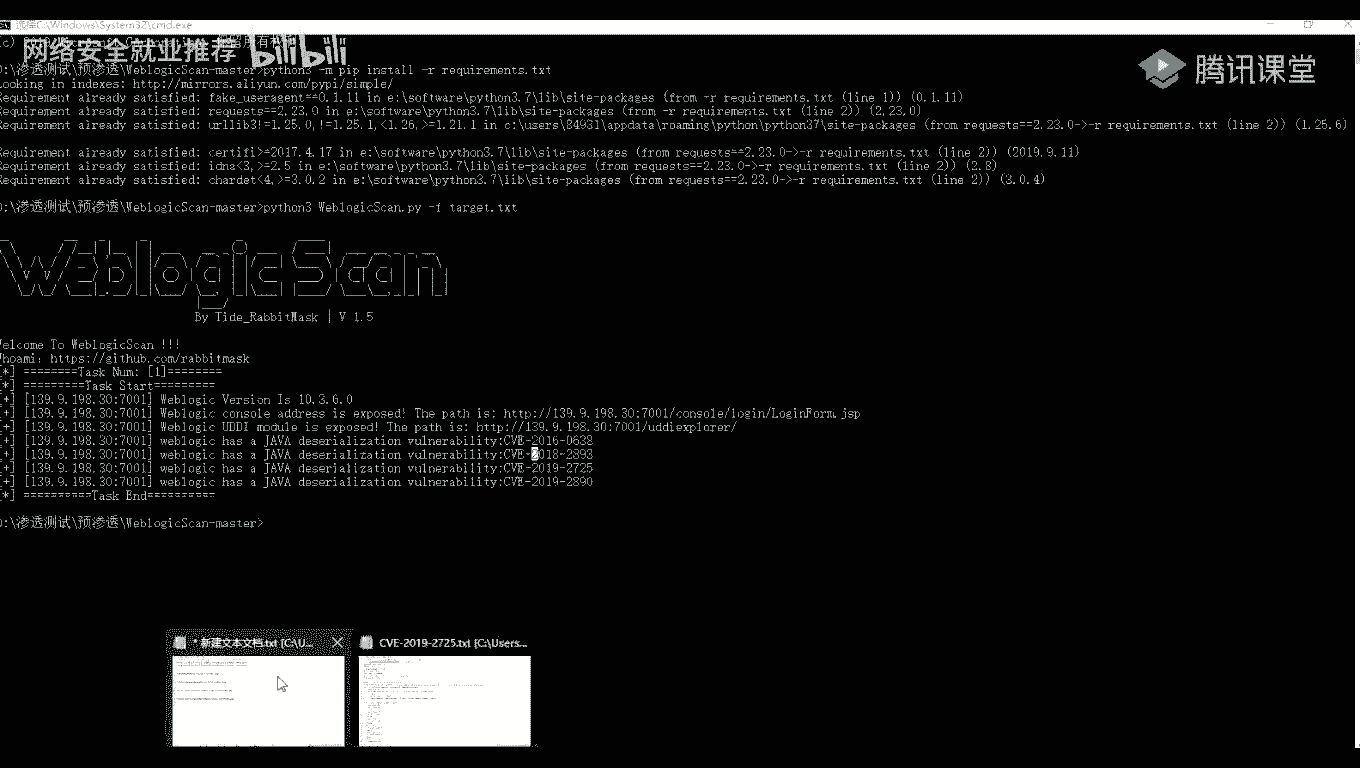 选择C:\Windows\System32\cmd.exe
网络安全就业推荐 bilibili
腾讯课堂
D:\渗透测试\预渗透\WeblogicScan-master>python3 -m pip install -r requirements.txt
Looking in indexes: http://mirrors.aliyun.com/pypi/simple/
Requirement already satisfied: fake_useragent==0.1.11 in e:\software\python3.7\lib\site-packages (from -r requirements.txt (line 1)) (0.1.11)
Requirement already satisfied: requests==2.23.0 in e:\software\python3.7\lib\site-packages (from -r requirements.txt (line 2)) (2.23.0)
Requirement already satisfied: urllib3!=1.25.0,!=1.25.1,<1.26,>=1.21.1 in c:\users\84931\appdata\roaming\python\python37\site-packages (from requests==2.23.0->-r requirements.txt (line 2)) (1.25.6)
Requirement already satisfied: certifi>=2017.4.17 in e:\software\python3.7\lib\site-packages (from requests==2.23.0->-r requirements.txt (line 2)) (2019.9.11)
Requirement already satisfied: idna<3,>=2.5 in e:\software\python3.7\lib\site-packages (from requests==2.23.0->-r requirements.txt (line 2)) (2.8)
Requirement already satisfied: chardet<4,>=3.0.2 in e:\software\python3.7\lib\site-packages (from requests==2.23.0->-r requirements.txt (line 2)) (3.0.4)
D:\渗透测试\预渗透\WeblogicScan-master>python3 WeblogicScan.py -f target.txt
Weblogic Scan
By Tide_RabbitMask | V 1.5
Welcome To WeblogicScan !!!
Whoami: https://github.com/rabbitmask
[*] ========Task Num: [1]========
[*] =========Task Start=========
[+] [139.9.198.30:7001] Weblogic Version Is 10.3.6.0
[+] [139.9.198.30:7001] Weblogic console address is exposed! The path is: http://139.9.198.30:7001/console/login/LoginForm.jsp
[+] [139.9.198.30:7001] Weblogic UDDI module is exposed! The path is: http://139.9.198.30:7001/uddiexplorer/
[+] [139.9.198.30:7001] weblogic has a JAVA deserialization vulnerability:CVE-2016-0638
[+] [139.9.198.30:7001] weblogic has a JAVA deserialization vulnerability:CVE-2018-2893
[+] [139.9.198.30:7001] weblogic has a JAVA deserialization vulnerability:CVE-2019-2725
[+] [139.9.198.30:7001] weblogic has a JAVA deserialization vulnerability:CVE-2019-2890
[*] ==========Task End==========
D:\渗透测试\预渗透\WeblogicScan-master>
* 新建文本文档.txt [C:\U...
CVE-2019-2725.txt [C:\Users...